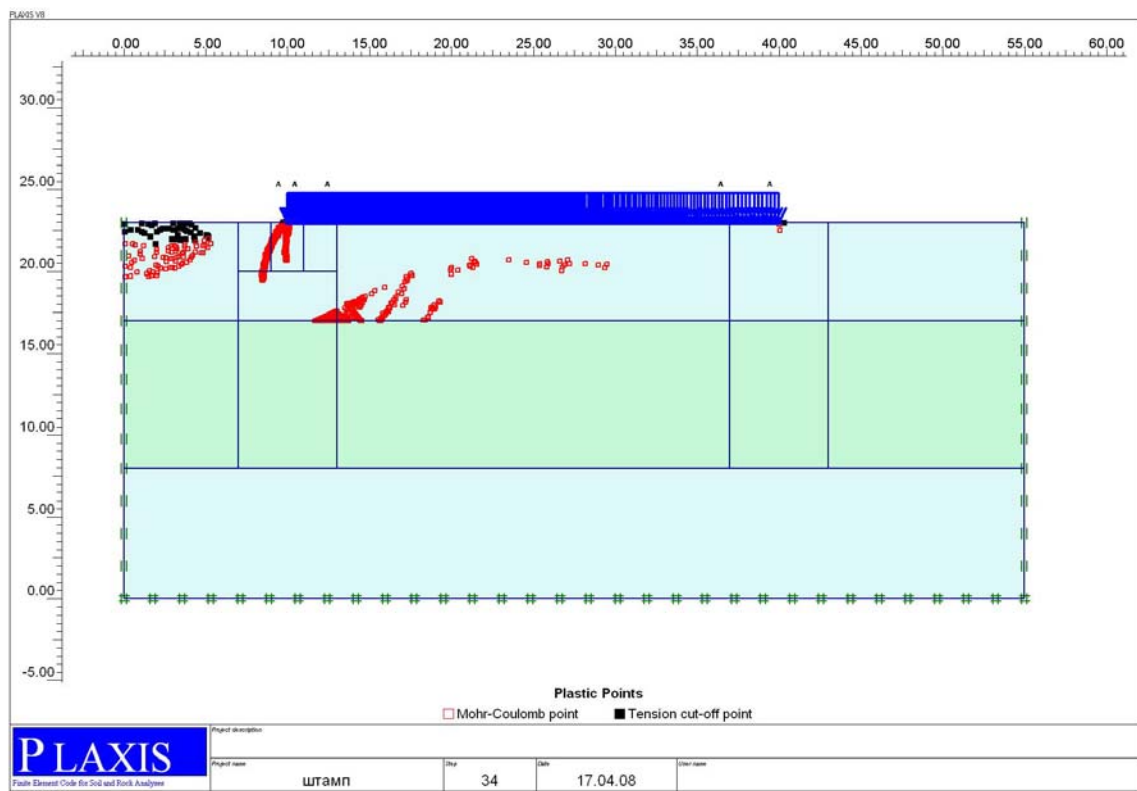 PLAXIS V8
0.00 5.00 10.00 15.00 20.00 25.00 30.00 35.00 40.00 45.00 50.00 55.00 60.00
30.00
25.00
A A A A A
20.00
15.00
10.00
5.00
0.00
-5.00
Plastic Points
Mohr-Coulomb point Tension cut-off point
PLAXIS
Finite Element Code for Soil and Rock Analyses
Project description
Project name Step Date User name
штамп 34 17.04.08